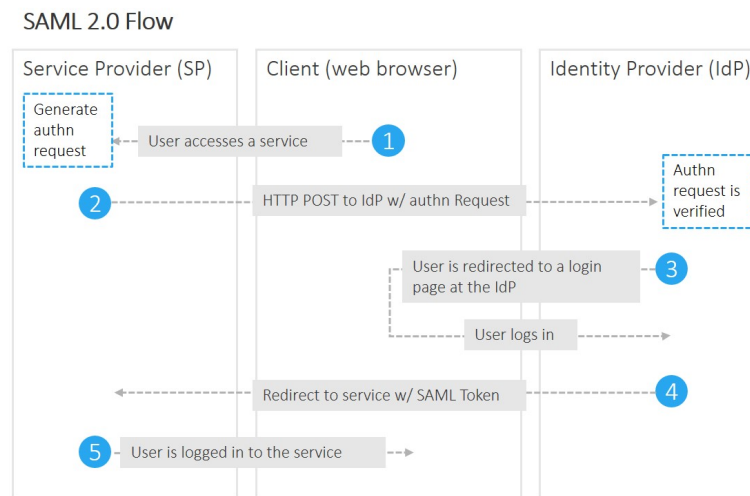 SAML 2.0 Flow
Service Provider (SP)
Client (web browser)
Identity Provider (IdP)
Generate
authn
request
User accesses a service
1
Authn
request is
verified
2
HTTP POST to IdP w/ authn Request
User is redirected to a login
page at the IdP
3
User logs in
Redirect to service w/ SAML Token
4
5
User is logged in to the service